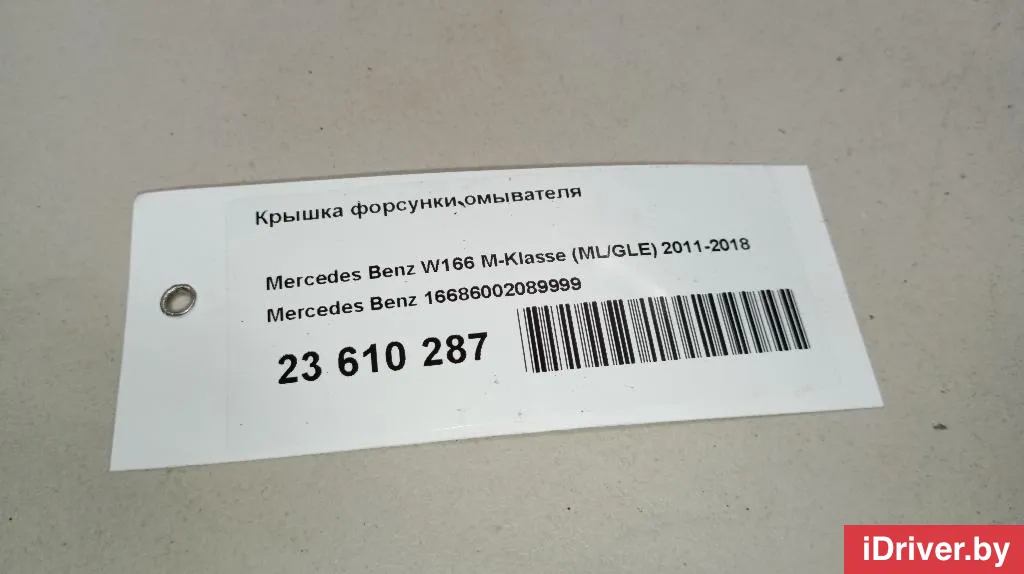 Крышка форсунки омывателя
Mercedes Benz W166 M-Klasse (ML/GLE) 2011-2018
Mercedes Benz 16686002089999
23 610 287
iDriver.by